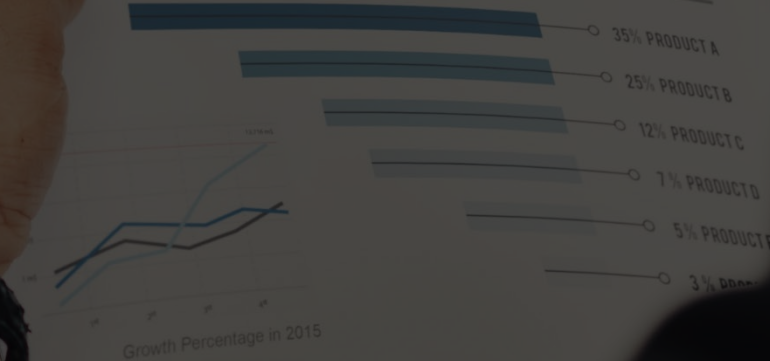 35% PRODUCT A
25% PRODUCT B
12% PRODUCT C
7% PRODUCT D
5% PRODUCT
3%
Growth Percentage in 2015